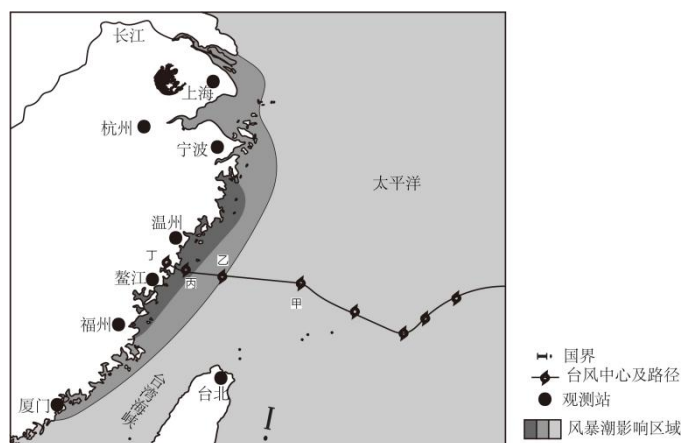 长江
上海
杭州
宁波
太平洋
温州
丁
乙
鳌江
丙
甲
福州
台湾海峡
台北
厦门
国界
台风中心及路径
观测站
风暴潮影响区域